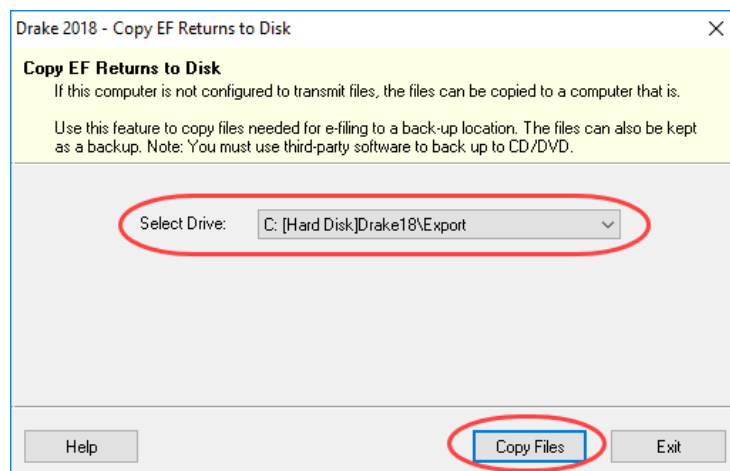 Drake 2018 - Copy EF Returns to Disk
Copy EF Returns to Disk
If this computer is not configured to transmit files, the files can be copied to a computer that is.
Use this feature to copy files needed for e-filing to a back-up location. The files can also be kept
as a backup. Note: You must use third-party software to back up to CD/DVD.
Select Drive: C: [Hard Disk]Drake18\Export
Help Copy Files Exit